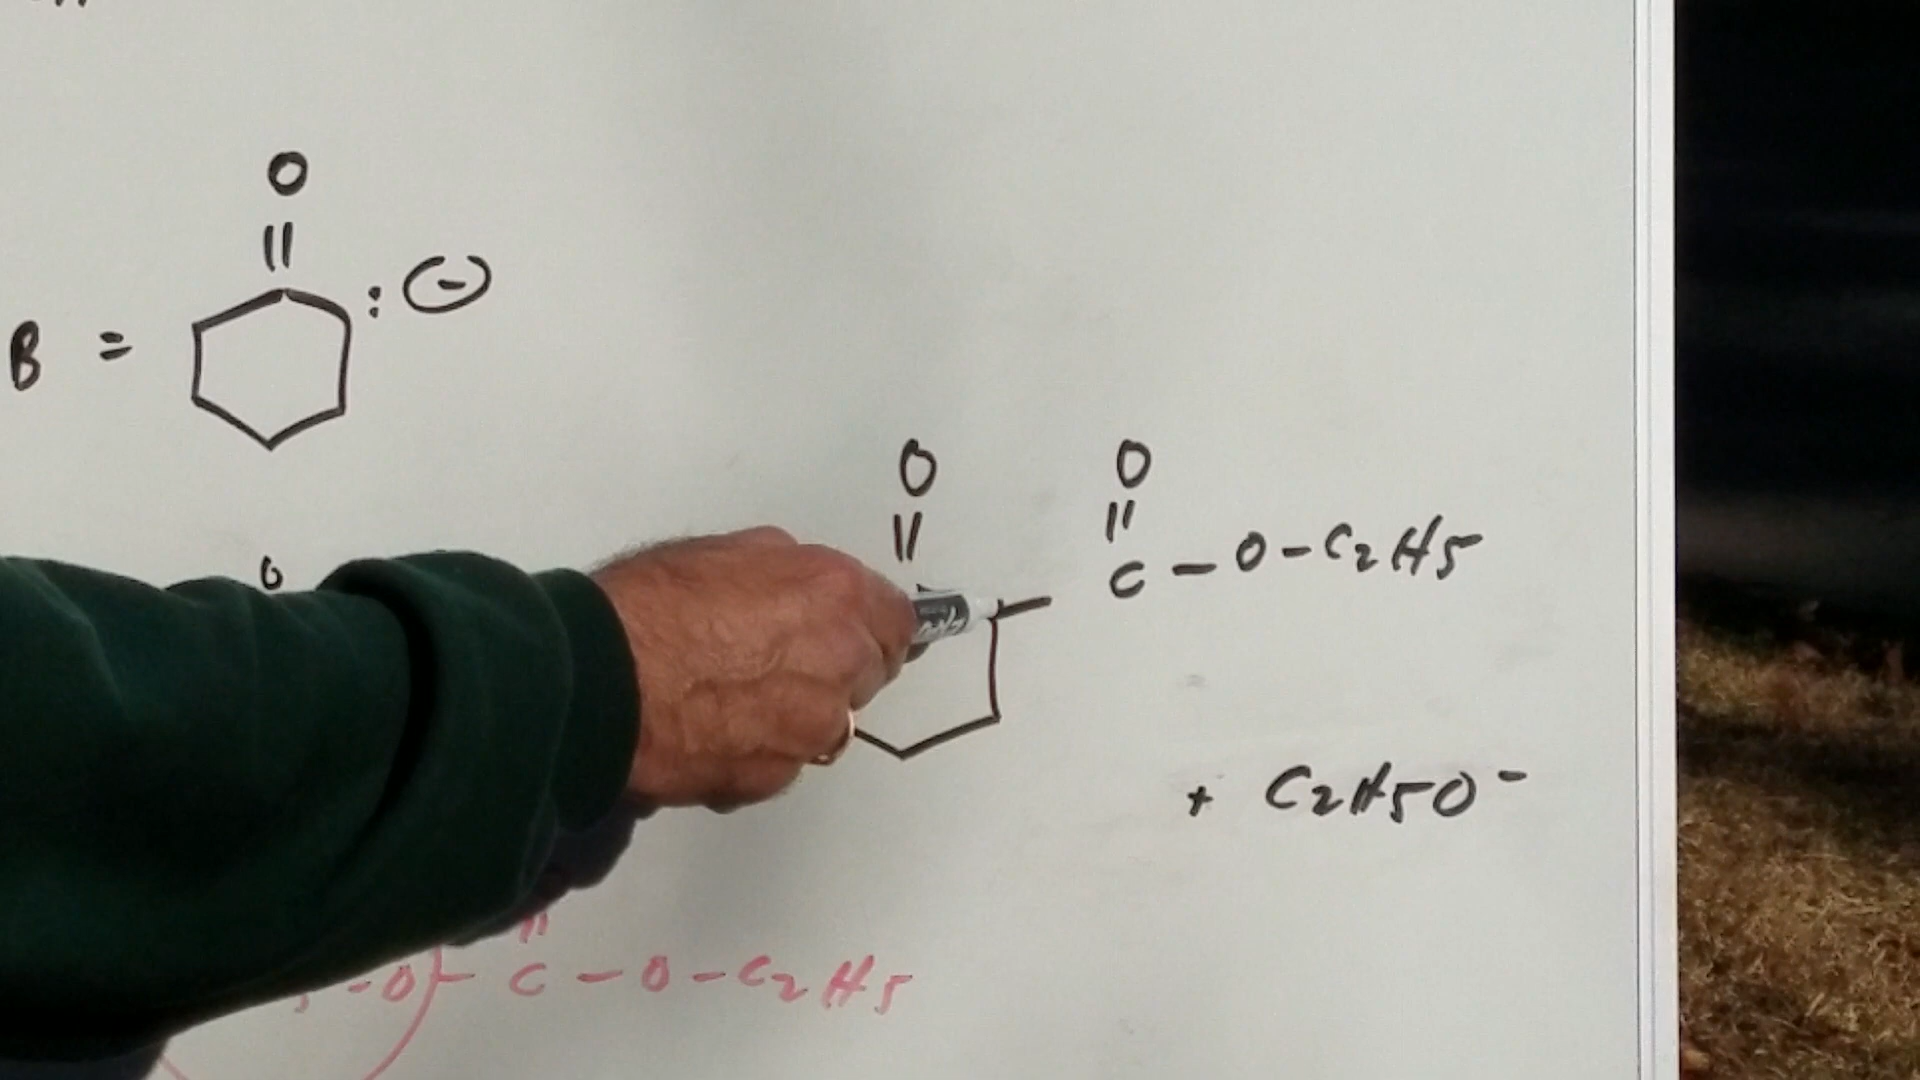 O
||
B = : (-)
O O
|| ||
C - O - C2H5
O
+ C2H5O-
||
- O - C - O - C2H5